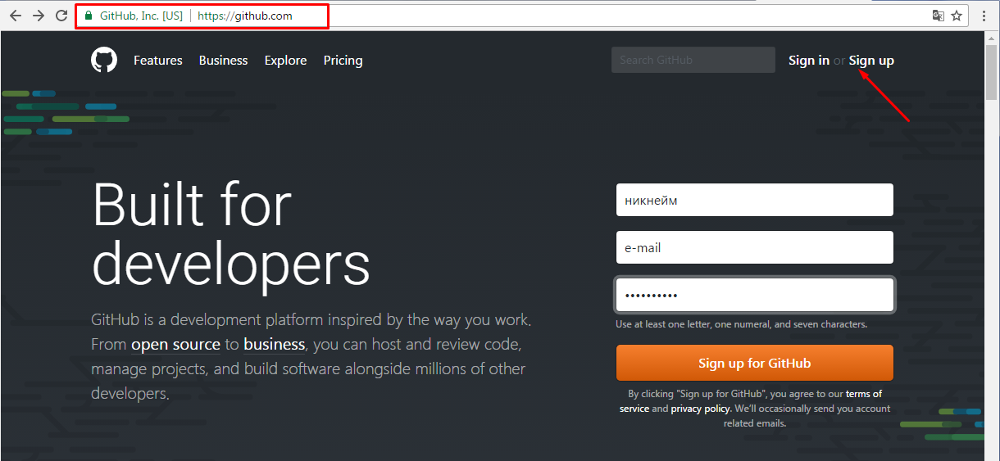 GitHub, Inc. [US] https://github.com
Features Business Explore Pricing Search GitHub Sign in or Sign up
Built for
developers
GitHub is a development platform inspired by the way you work.
From open source to business, you can host and review code,
manage projects, and build software alongside millions of other
developers.
никнейм
e-mail
••••••••••
Use at least one letter, one numeral, and seven characters.
Sign up for GitHub
By clicking "Sign up for GitHub", you agree to our terms of
service and privacy policy. We'll occasionally send you account
related emails.